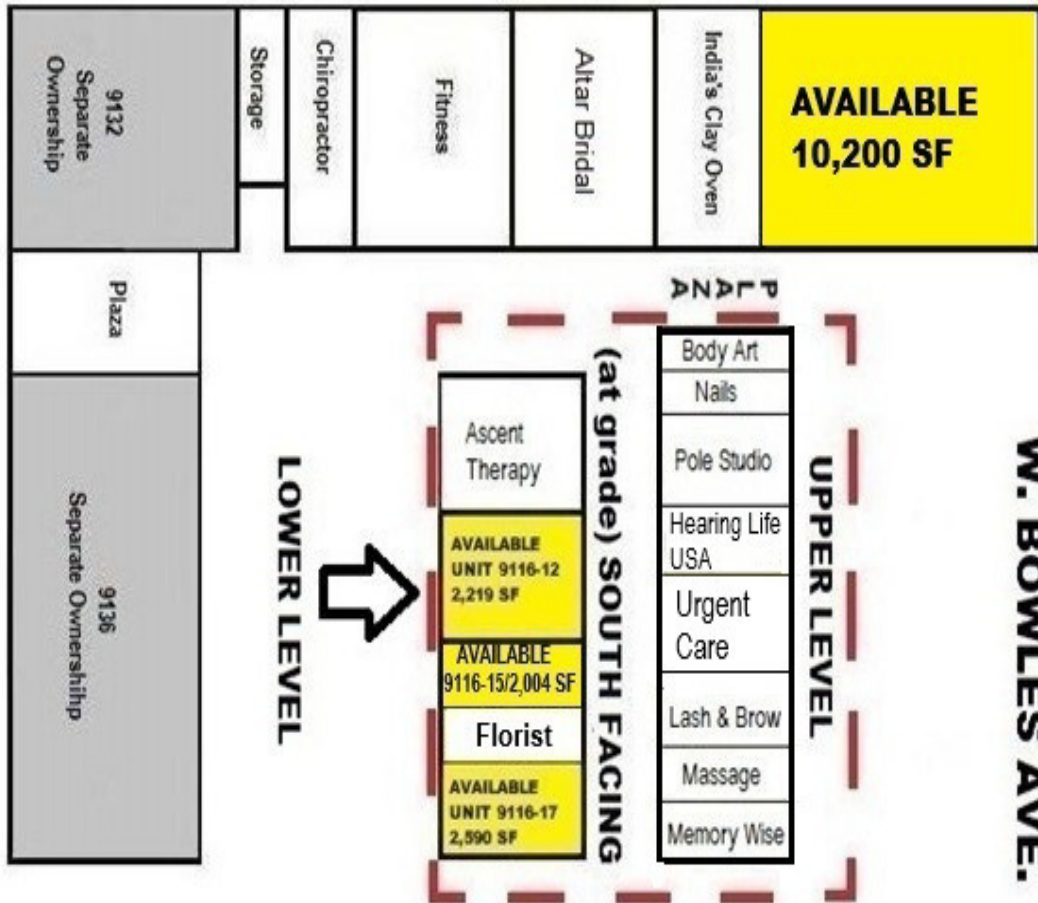 9132
Separate
Ownership
Storage
Chiropractor
Fitness
Altar Bridal
India's Clay Oven
AVAILABLE
10,200 SF
Plaza
PLAZA
9136
Separate Ownershihp
LOWER LEVEL
Ascent
Therapy
AVAILABLE
UNIT 9116-12
2,219 SF
AVAILABLE
9116-15/2,004 SF
Florist
AVAILABLE
UNIT 9116-17
2,590 SF
(at grade) SOUTH FACING
Body Art
Nails
Pole Studio
Hearing Life
USA
Urgent
Care
Lash & Brow
Massage
Memory Wise
UPPER LEVEL
W. BOWLES AVE.